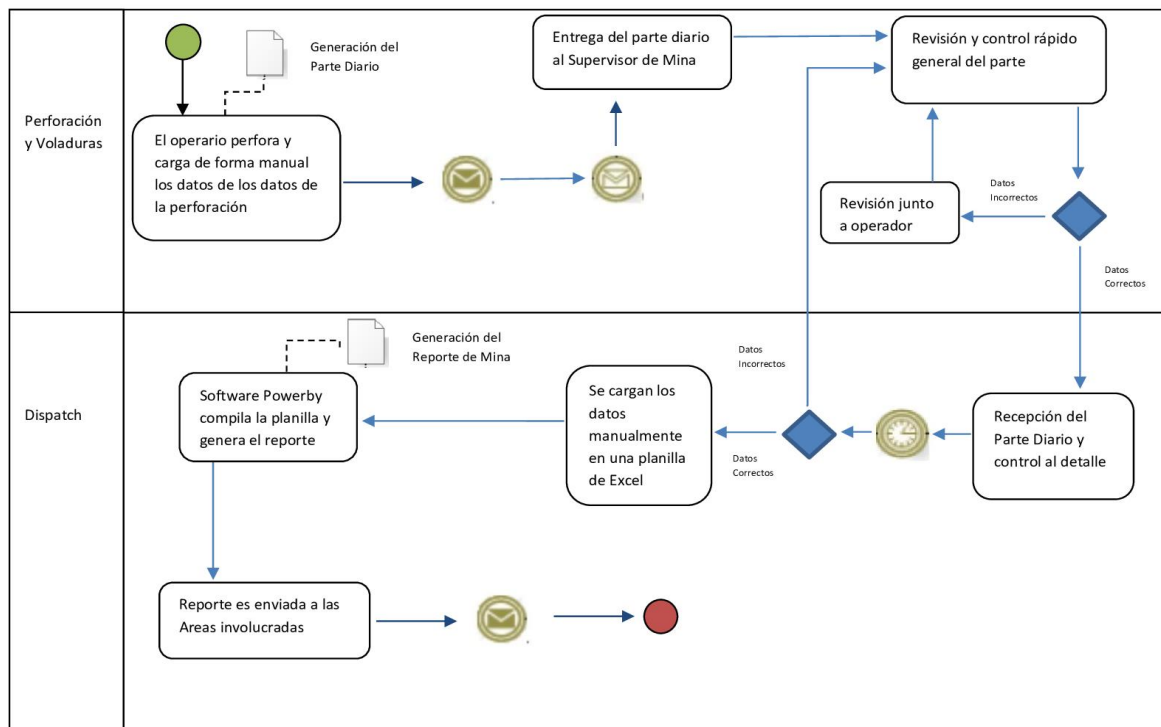 Perforación
y Voladuras
Generación del
Parte Diario
El operario perfora y
carga de forma manual
los datos de los datos de
la perforación
Entrega del parte diario
al Supervisor de Mina
Revisión y control rápido
general del parte
Revisión junto
a operador
Datos
Incorrectos
Datos
Correctos
Dispatch
Generación del
Reporte de Mina
Software Powerby
compila la planilla y
genera el reporte
Se cargan los
datos
manualmente
en una planilla
de Excel
Datos
Incorrectos
Datos
Correctos
Recepción del
Parte Diario y
control al detalle
Reporte es enviada a las
Areas involucradas